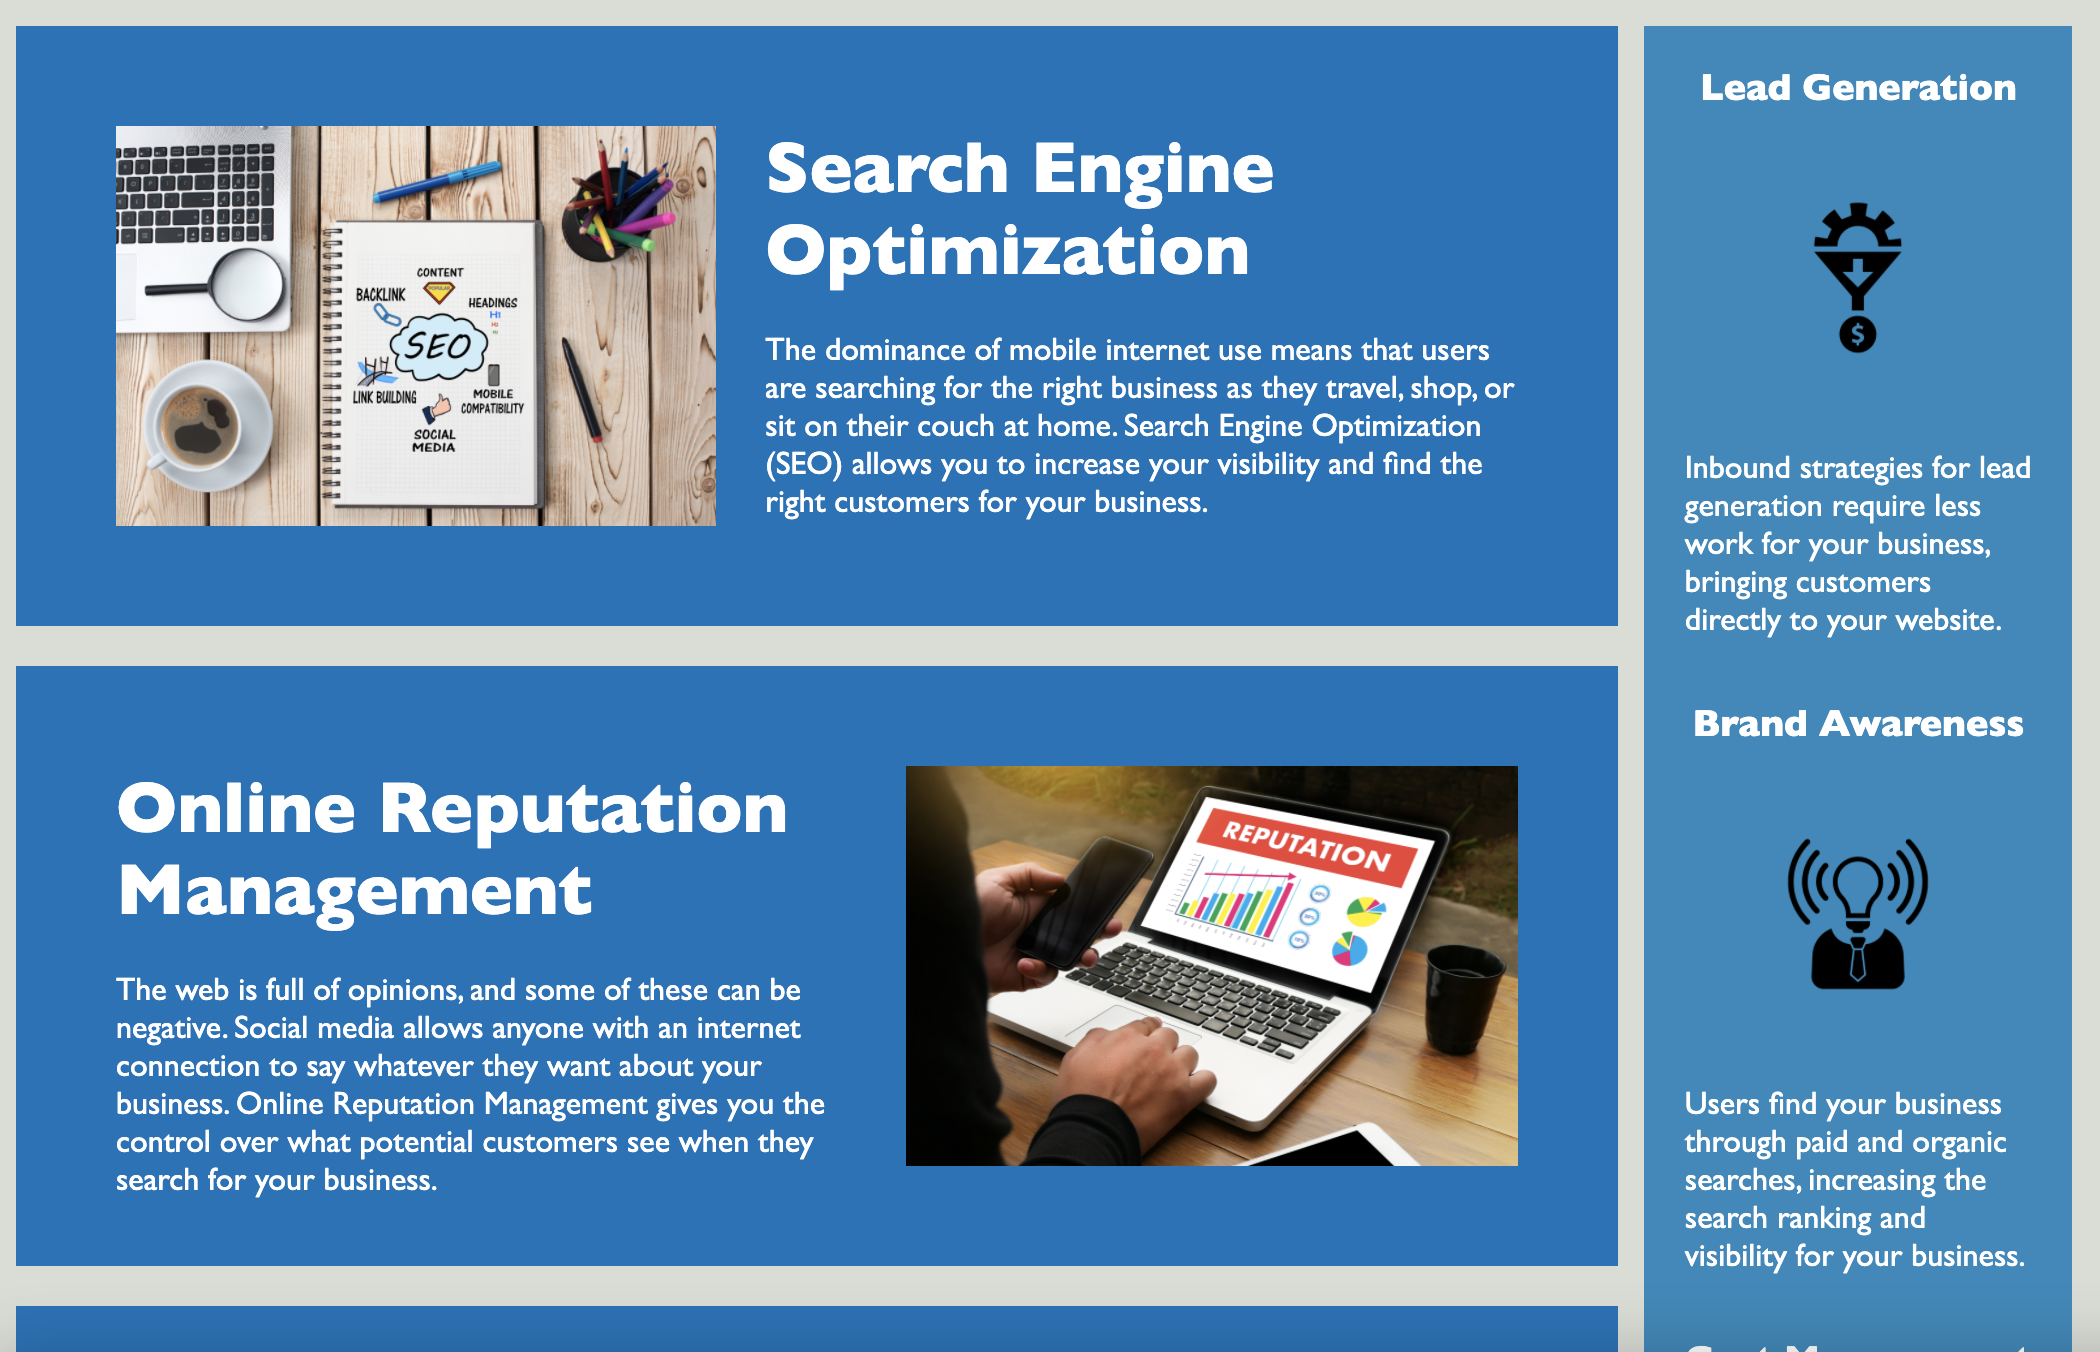 Search Engine
Optimization
The dominance of mobile internet use means that users
are searching for the right business as they travel, shop, or
sit on their couch at home. Search Engine Optimization
(SEO) allows you to increase your visibility and find the
right customers for your business.
CONTENT
BACKLINK
HEADINGS
H1
SEO
LINK BUILDING
MOBILE
COMPATIBILITY
SOCIAL
MEDIA
Online Reputation
Management
The web is full of opinions, and some of these can be
negative. Social media allows anyone with an internet
connection to say whatever they want about your
business. Online Reputation Management gives you the
control over what potential customers see when they
search for your business.
REPUTATION
Lead Generation
$
Inbound strategies for lead
generation require less
work for your business,
bringing customers
directly to your website.
Brand Awareness
Users find your business
through paid and organic
searches, increasing the
search ranking and
visibility for your business.